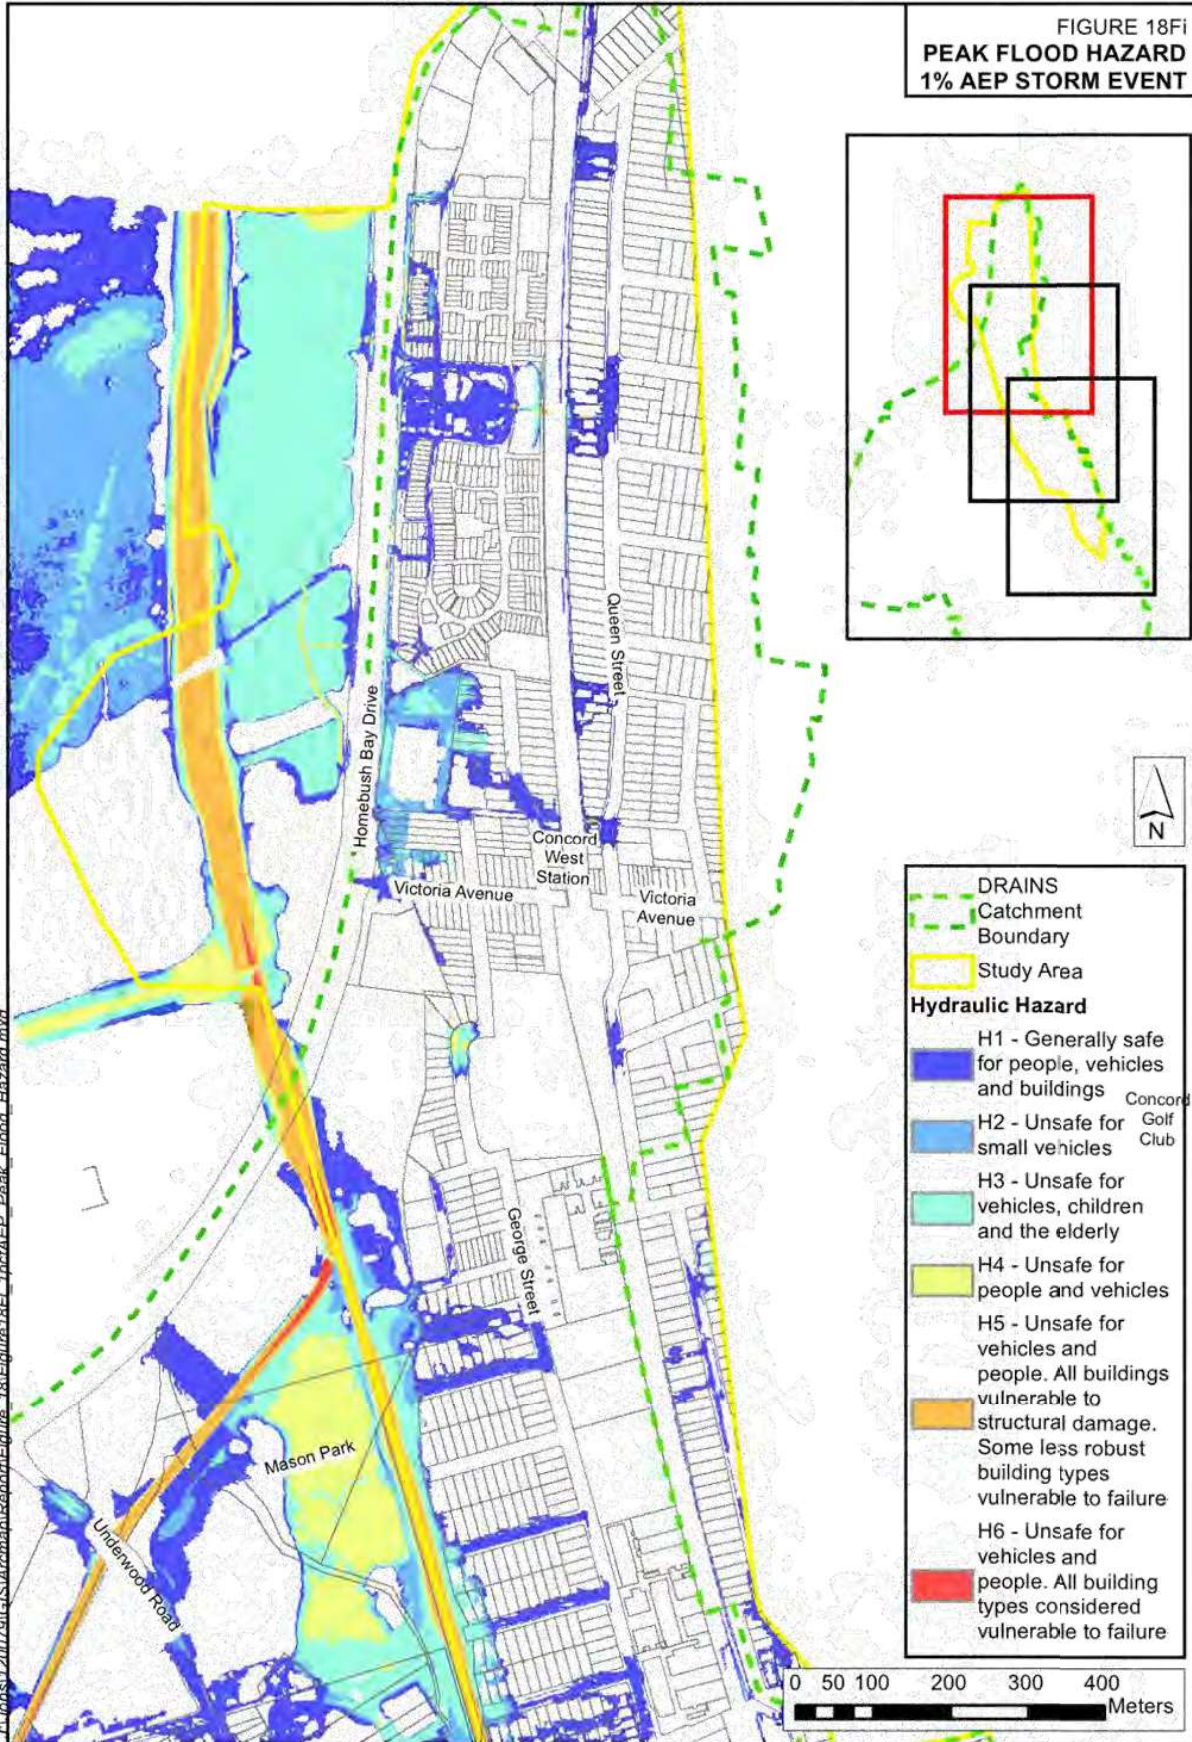 FIGURE 18Fi
PEAK FLOOD HAZARD
1% AEP STORM EVENT
N
Queen Street
Homebush Bay Drive
Concord
West
Station
Victoria Avenue
Victoria
Avenue
George Street
Mason Park
Underwood Road
Concord
Golf
Club
DRAINS
Catchment
Boundary
Study Area
Hydraulic Hazard
H1 - Generally safe
for people, vehicles
and buildings
H2 - Unsafe for
small vehicles
H3 - Unsafe for
vehicles, children
and the elderly
H4 - Unsafe for
people and vehicles
H5 - Unsafe for
vehicles and
people. All buildings
vulnerable to
structural damage.
Some less robust
building types
vulnerable to failure
H6 - Unsafe for
vehicles and
people. All building
types considered
vulnerable to failure
0 50 100 200 300 400
Meters